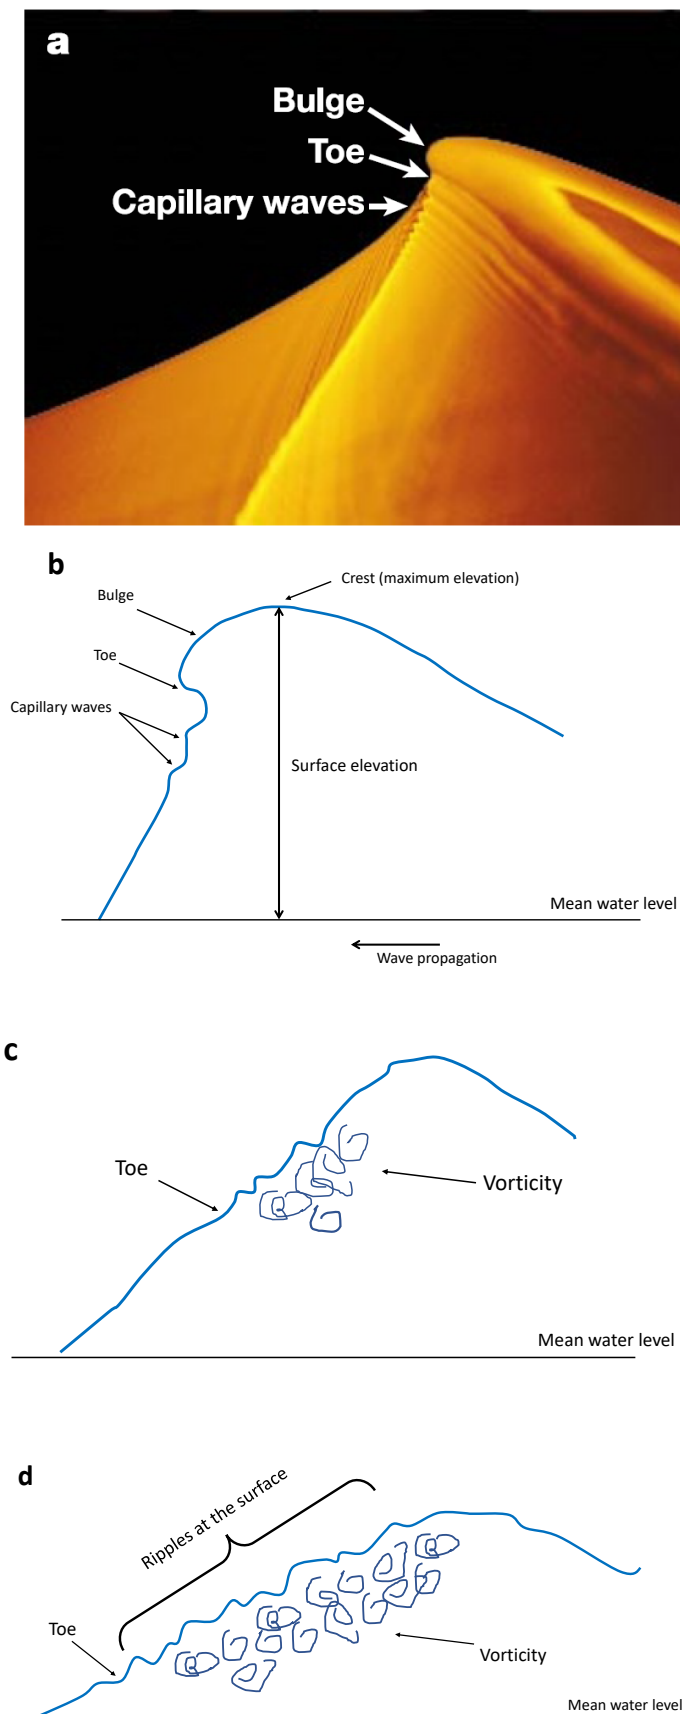 a
Bulge
Toe
Capillary waves
b
Crest (maximum elevation)
Bulge
Toe
Capillary waves
Surface elevation
Mean water level
Wave propagation
c
Toe
Vorticity
Mean water level
d
Ripples at the surface
Toe
Vorticity
Mean water level